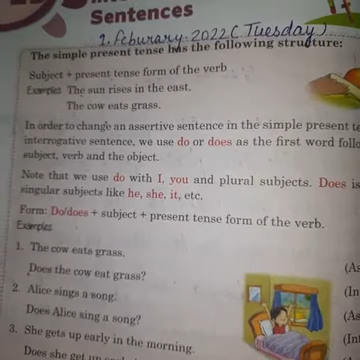 Sentences
1. Feburary. 2022 (Tuesday)
The simple present tense has the following structure:
Subject + present tense form of the verb
Examples The sun rises in the east.
The cow eats grass.
In order to change an assertive sentence in the simple present
interrogative sentence, we use do or does as the first word
subject, verb and the object.
Note that we use do with I, you and plural subjects. Does is
singular subjects like he, she, it, etc.
Form: Do/does + subject + present tense form of the verb.
Examples
1. The cow eats grass.
Does the cow eat grass?
2. Alice sings a song.
Does Alice sing a song?
3. She gets up early in the morning.
Does she get up